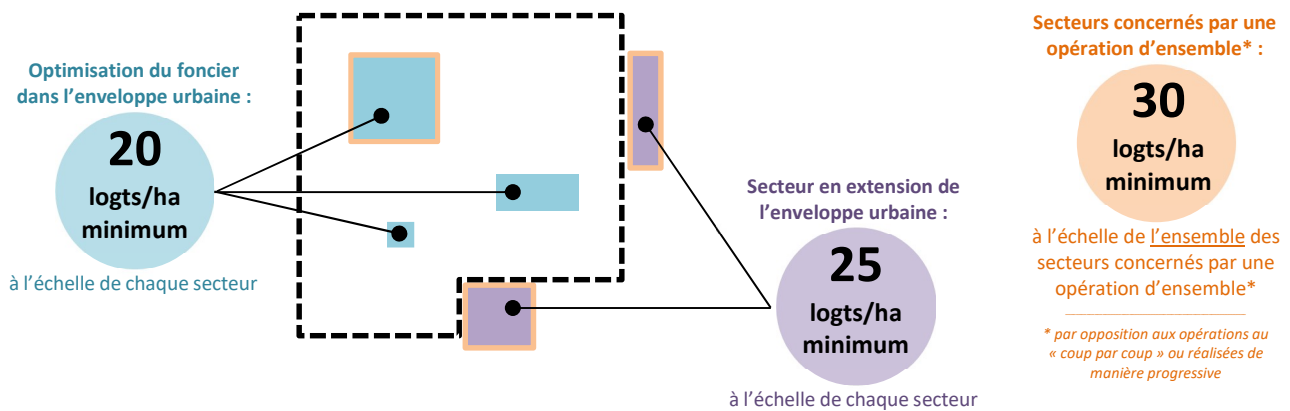 Optimisation du foncier
dans l'enveloppe urbaine :
20
logts/ha
minimum
à l'échelle de chaque secteur
Secteur en extension de
l'enveloppe urbaine :
25
logts/ha
minimum
à l'échelle de chaque secteur
Secteurs concernés par une
opération d'ensemble* :
30
logts/ha
minimum
à l'échelle de l'ensemble des
secteurs concernés par une
opération d'ensemble*
* par opposition aux opérations au
« coup par coup » ou réalisées de
manière progressive